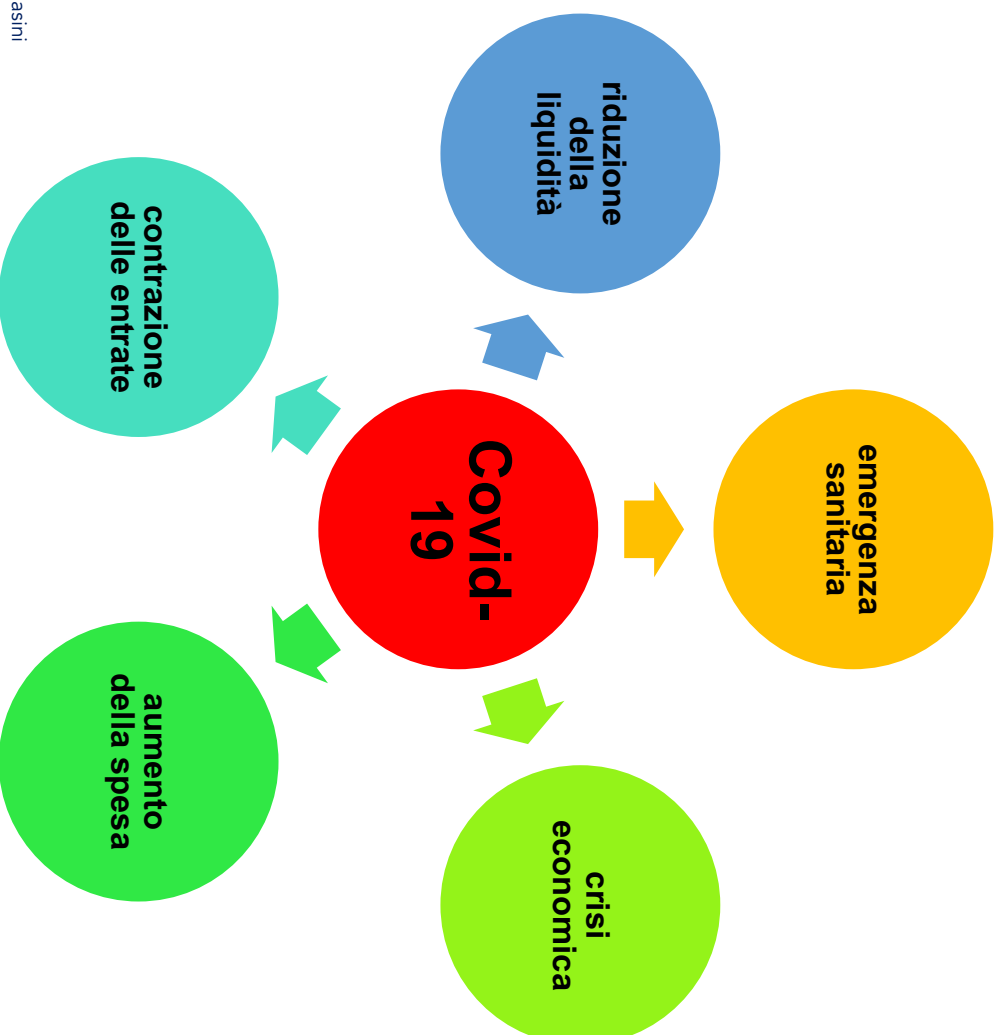 emergenza
sanitaria
riduzione
della
liquidità
Covid-
19
crisi
economica
contrazione
delle entrate
aumento
della spesa
asini